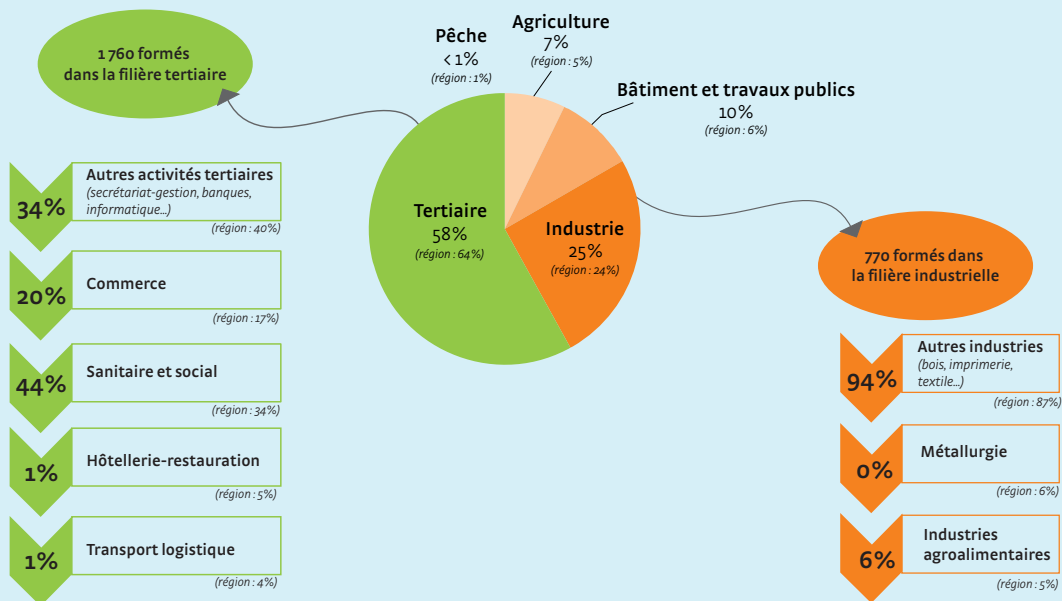 1 760 formés
dans la filière tertiaire
Pêche
< 1%
(région : 1%)
Agriculture
7%
(région : 5%)
Bâtiment et travaux publics
10%
(région : 6%)
Tertiaire
58%
(région : 64%)
Industrie
25%
(région : 24%)
34%
Autres activités tertiaires
(secrétariat-gestion, banques,
informatique...)
(région : 40%)
20%
Commerce
(région : 17%)
44%
Sanitaire et social
(région : 34%)
1%
Hôtellerie-restauration
(région : 5%)
1%
Transport logistique
(région : 4%)
770 formés dans
la filière industrielle
94%
Autres industries
(bois, imprimerie,
textile...)
(région : 87%)
0%
Métallurgie
(région : 6%)
6%
Industries
agroalimentaires
(région : 5%)